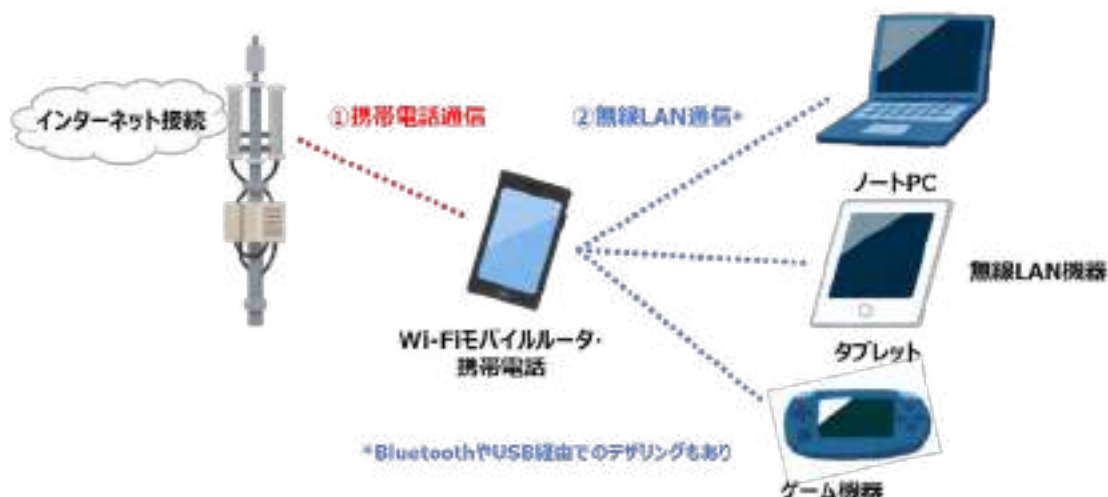 インターネット接続
①携帯電話通信
②無線LAN通信*
ノートPC
Wi-Fiモバイルルータ・
携帯電話
無線LAN機器
タブレット
*BluetoothやUSB経由でのテザリングもあり
ゲーム機器